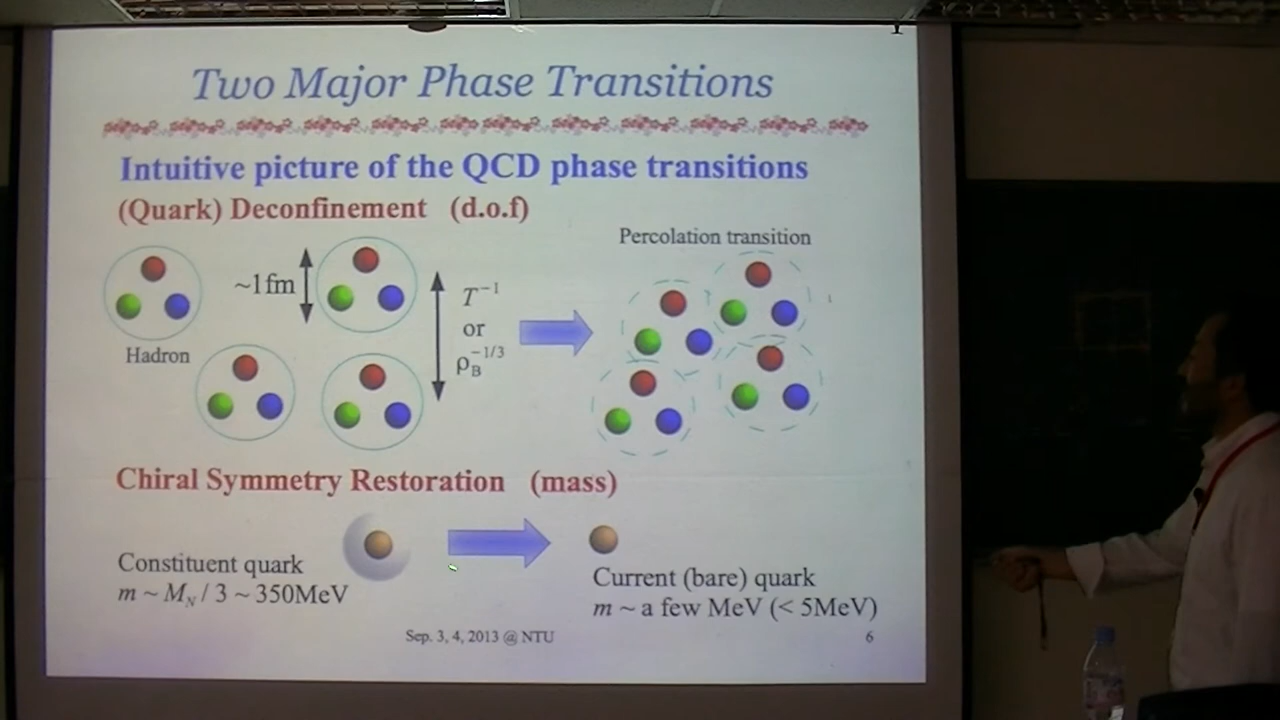 Two Major Phase Transitions
Intuitive picture of the QCD phase transitions
(Quark) Deconfinement (d.o.f)
Percolation transition
~1fm
T⁻¹
or
ρ_B^{-1/3}
Hadron
Chiral Symmetry Restoration (mass)
Constituent quark
m ~ M_N / 3 ~ 350MeV
Current (bare) quark
m ~ a few MeV (< 5MeV)
Sep. 3, 4, 2013 @ NTU
6